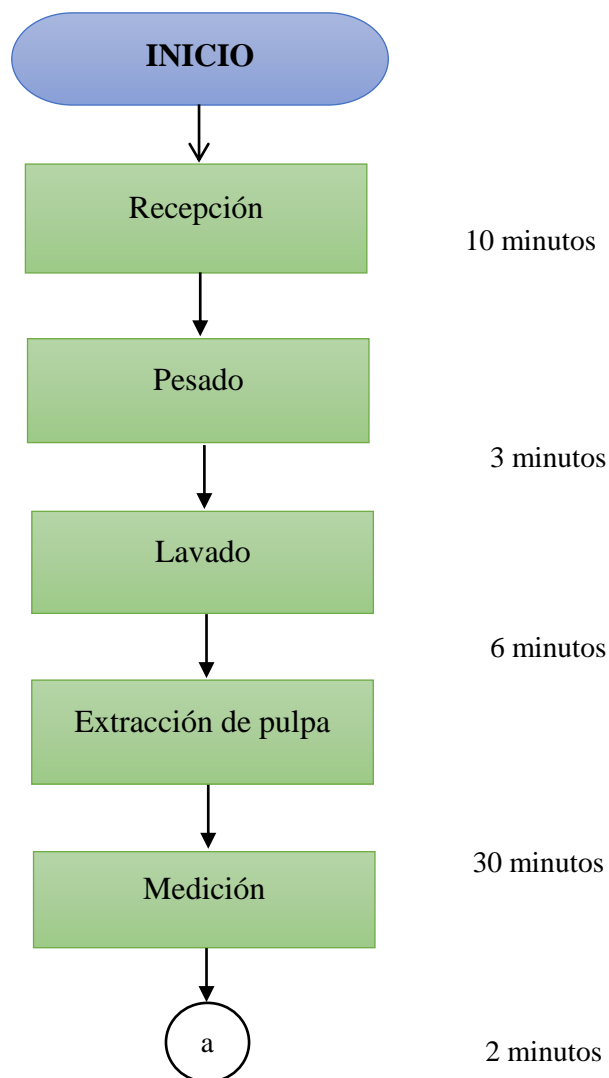 INICIO
Recepción
10 minutos
Pesado
3 minutos
Lavado
6 minutos
Extracción de pulpa
30 minutos
Medición
a
2 minutos